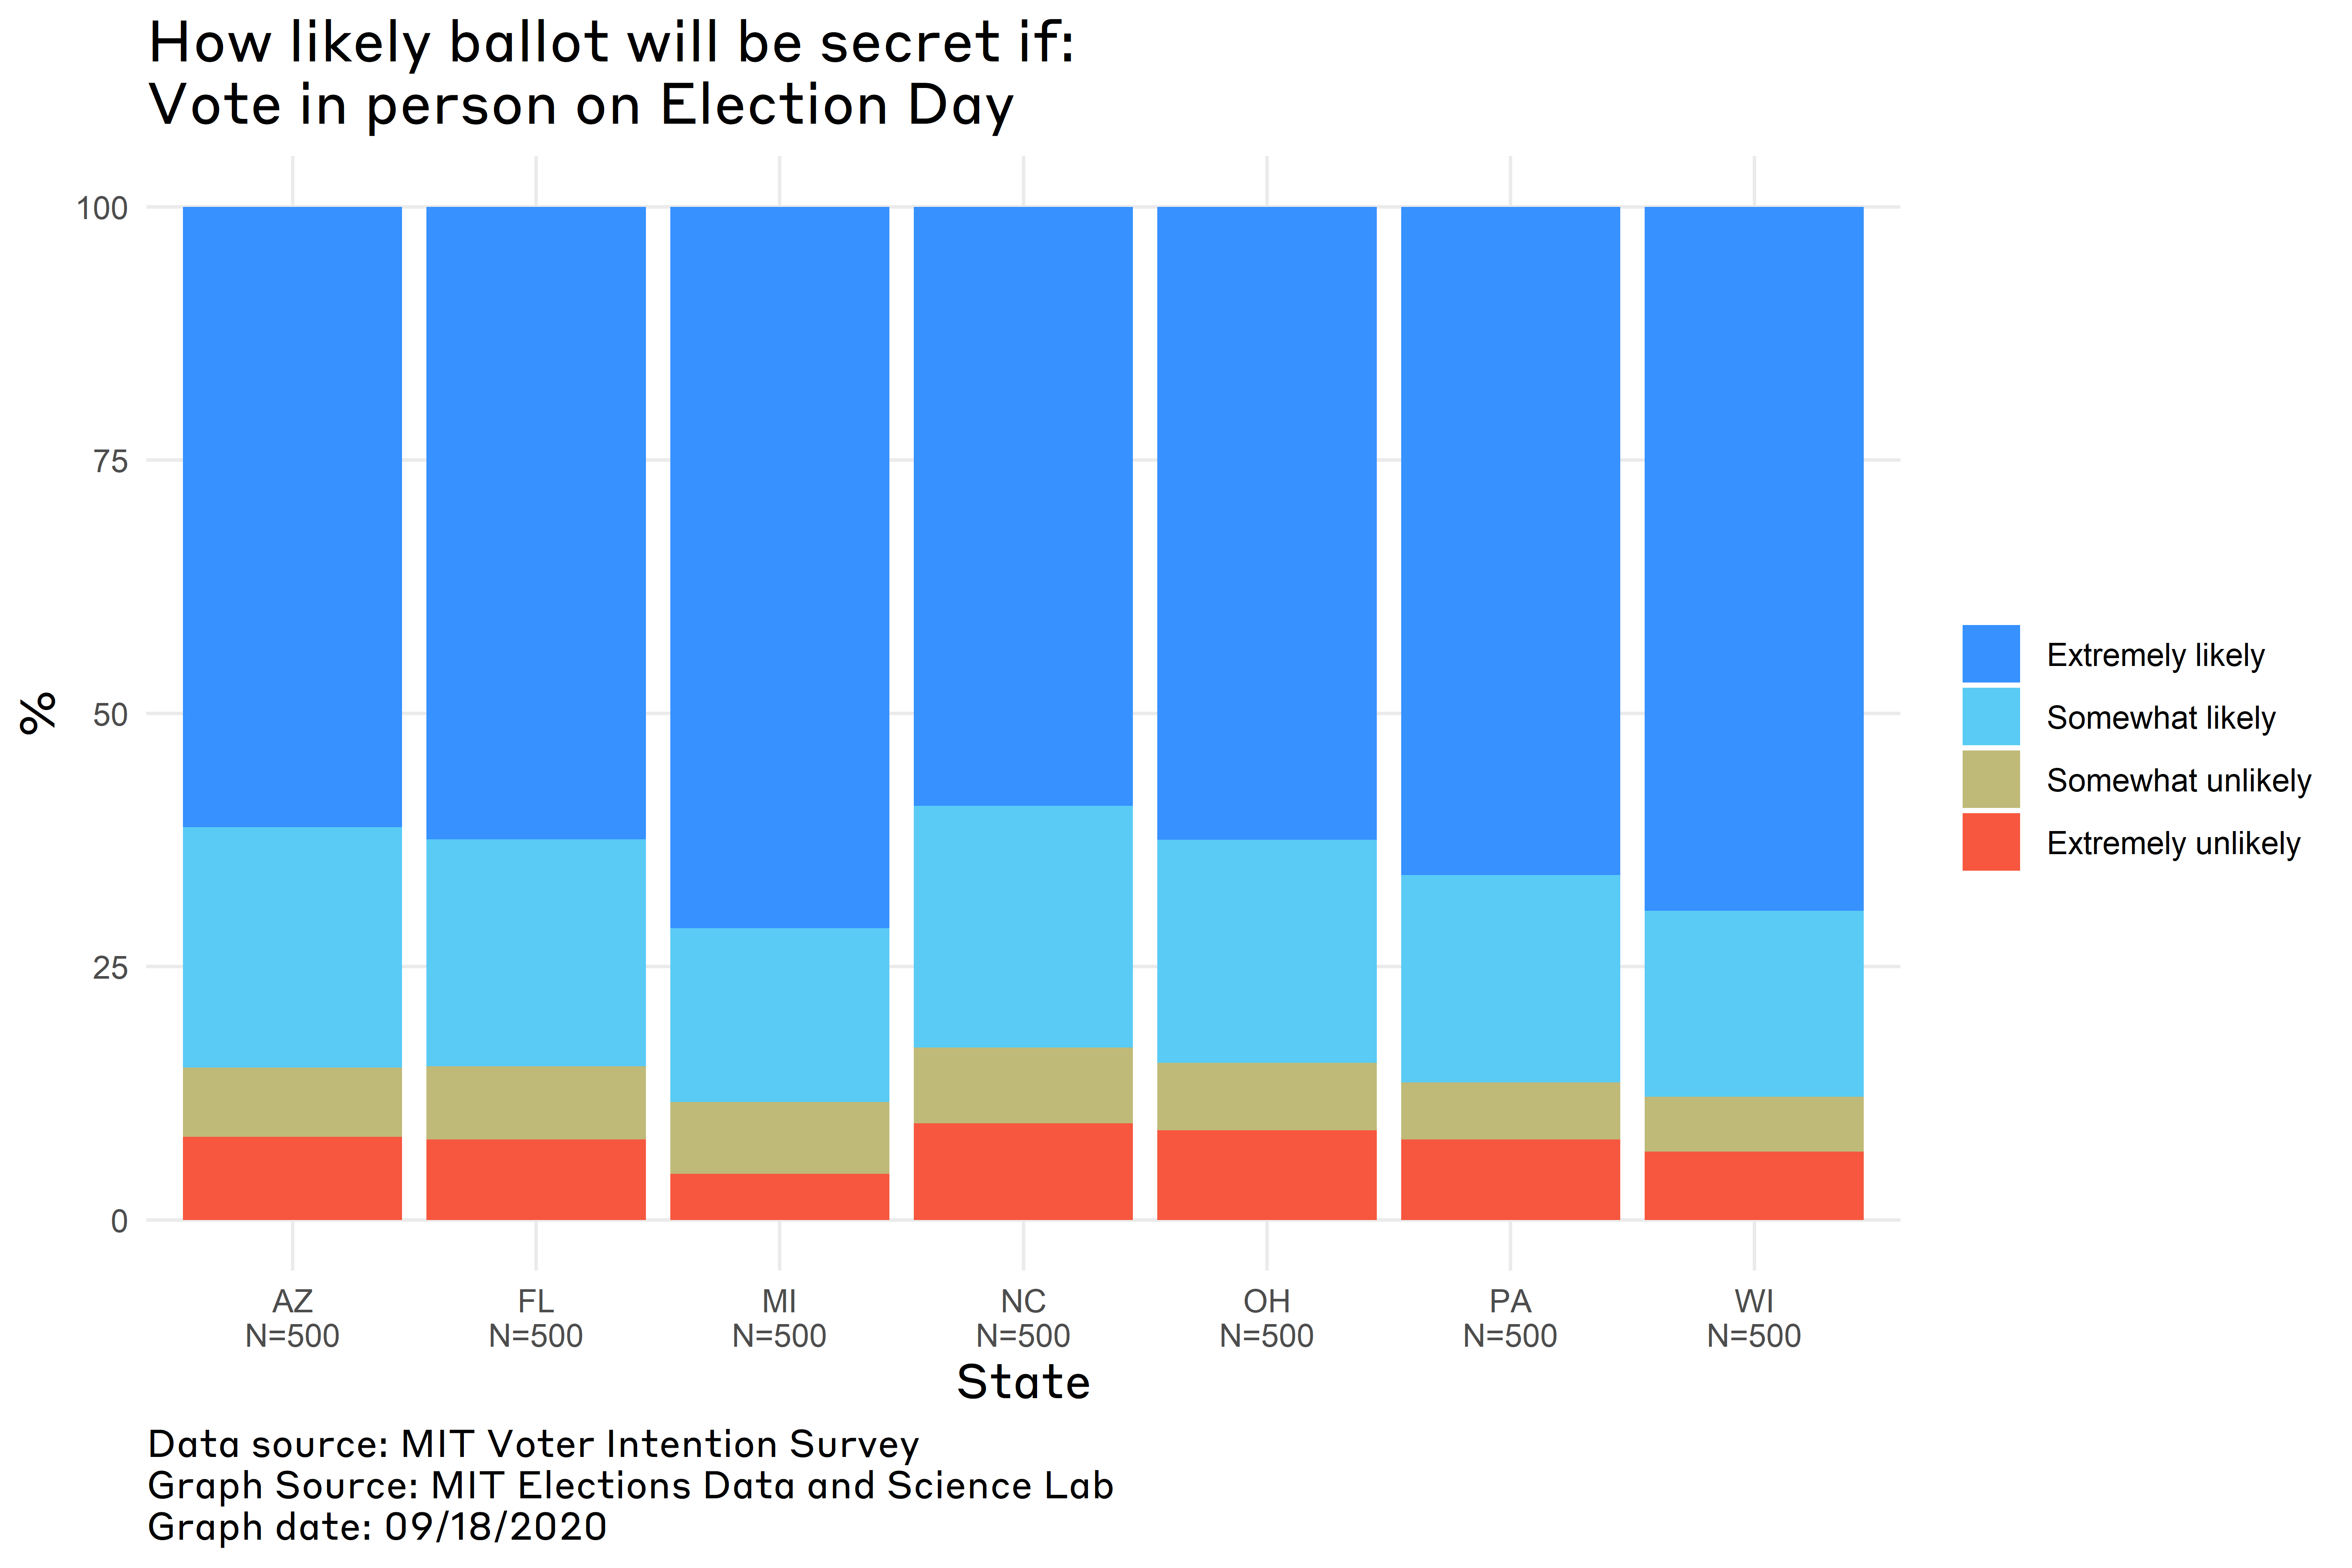 How likely ballot will be secret if:
Vote in person on Election Day
%
100
75
50
25
0
AZ
N=500
FL
N=500
MI
N=500
NC
N=500
OH
N=500
PA
N=500
WI
N=500
State
Extremely likely
Somewhat likely
Somewhat unlikely
Extremely unlikely
Data source: MIT Voter Intention Survey
Graph Source: MIT Elections Data and Science Lab
Graph date: 09/18/2020